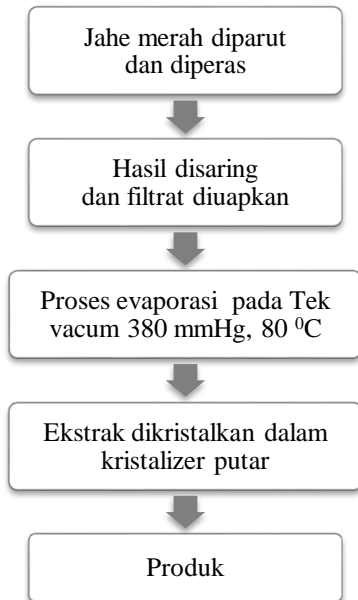 Jahe merah diparut
dan diperas
Hasil disaring
dan filtrat diuapkan
Proses evaporasi pada Tek
vacum 380 mmHg, 80 ⁰C
Ekstrak dikristalkan dalam
kristalizer putar
Produk